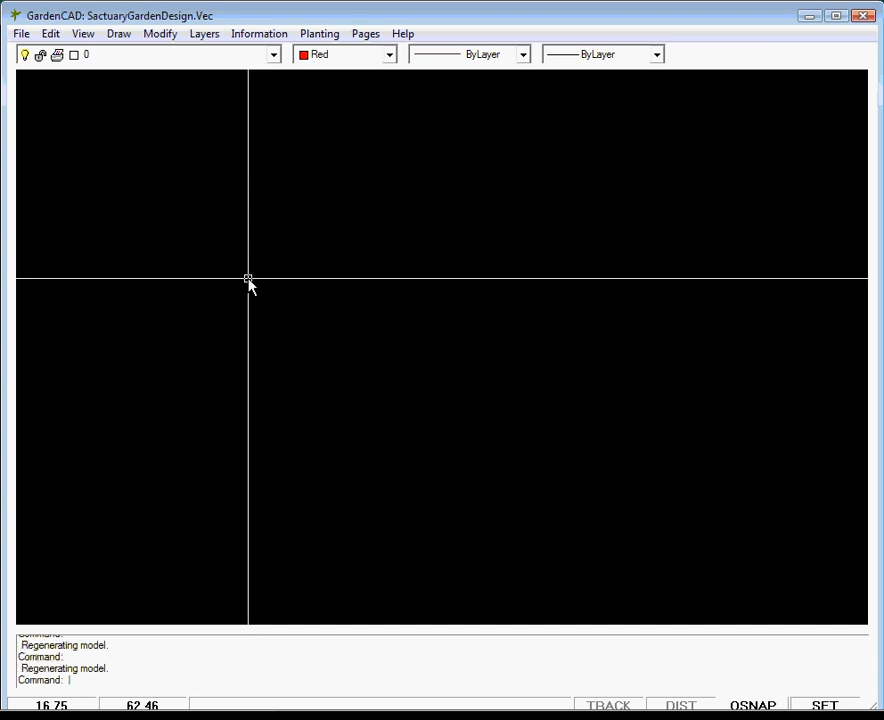 GardenCAD: SactuaryGardenDesign.Vec
File Edit View Draw Modify Layers Information Planting Pages Help
0 Red ByLayer ByLayer
Command:
Regenerating model.
Command:
Regenerating model.
Command:
16.75 62.46 TRACK DIST OSNAP SET